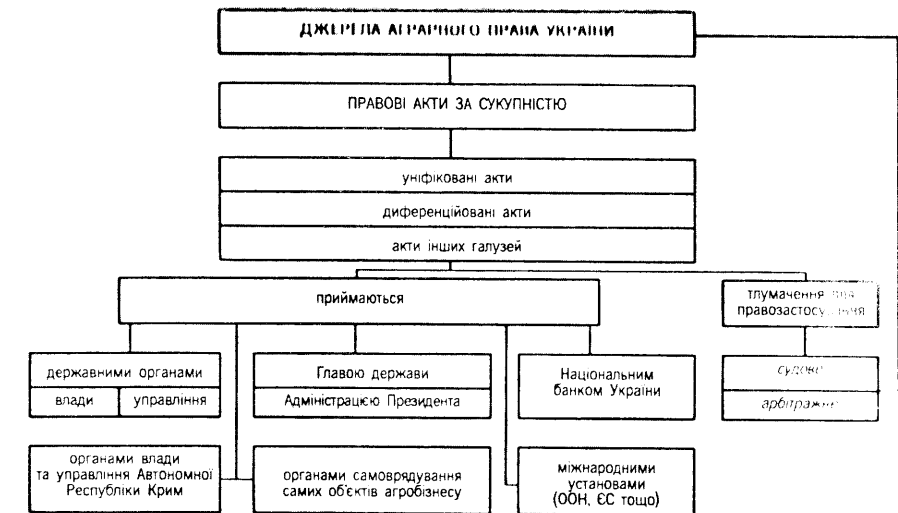 ДЖЕРЕЛА АГРАРНОГО ПРАВА УКРАЇНИ
ПРАВОВІ АКТИ ЗА СУКУПНІСТЮ
уніфіковані акти
диференційовані акти
акти інших галузей
приймаються
тлумачення
правозастосування
державними органами
влади
управління
Главою держави
Адміністрацією Президента
Національним
банком України
судове
арбітражне
органами влади
та управління Автономної
Республіки Крим
органами самоврядування
самих об'єктів агробізнесу
міжнародними
установами
(ООН, ЄС тощо)